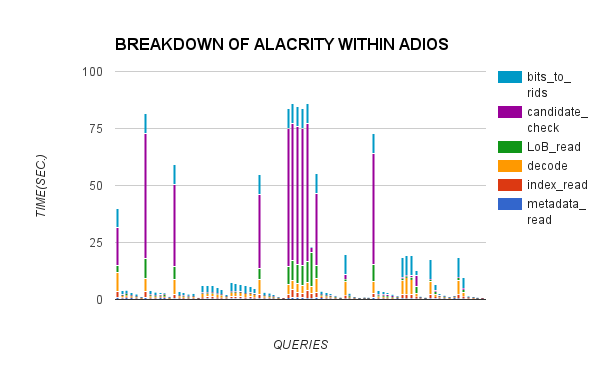 BREAKDOWN OF ALACRITY WITHIN ADIOS
100
75
50
25
0
TIME(SEC.)
QUERIES
bits_to_
rids
candidate_
check
LoB_read
decode
index_read
metadata_
read